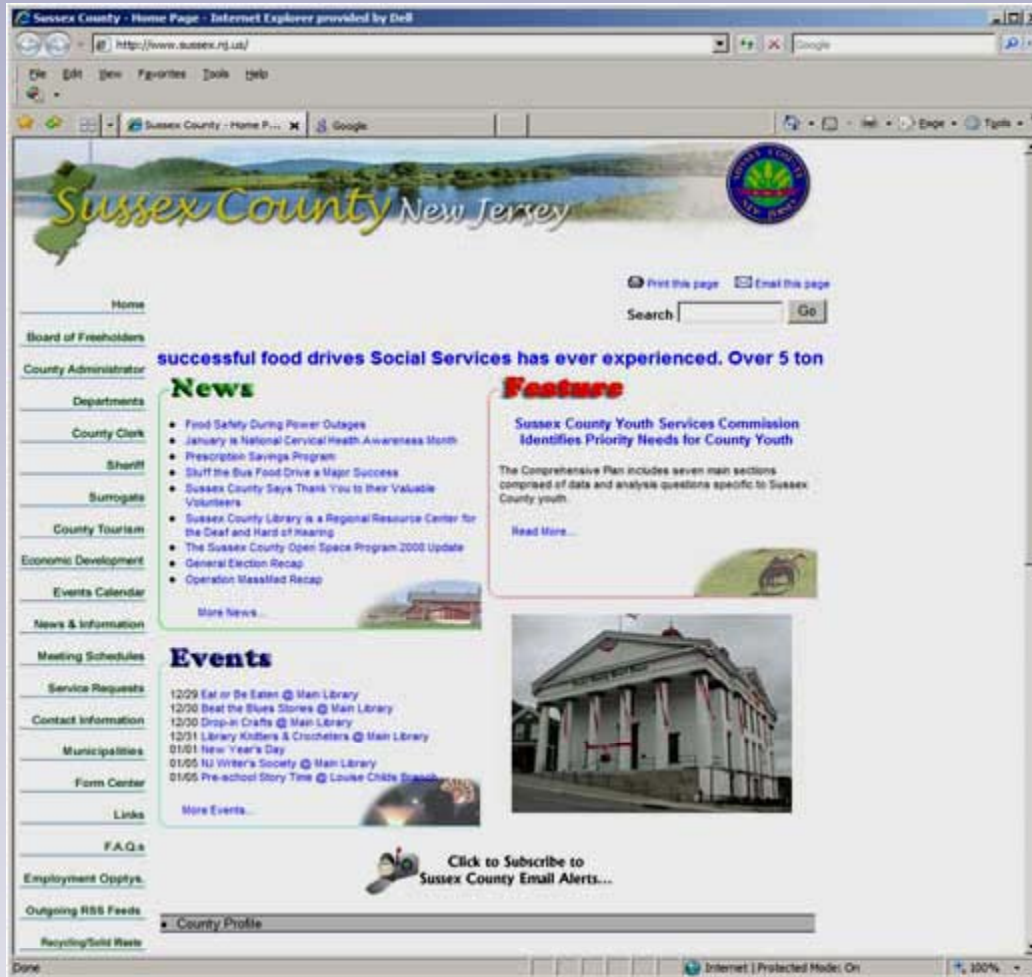 Sussex County - Home Page - Internet Explorer provided by Dell
http://www.sussex.nj.us/
Google
File Edit View Favorites Tools Help
Sussex County - Home P... Google
Page Tools
Sussex County New Jersey
SUSSEX COUNTY
NEW JERSEY
Print this page Email this page
Search Go
Home
Board of Freeholders
County Administrator
Departments
County Clerk
Sheriff
Surrogate
County Tourism
Economic Development
Events Calendar
News & Information
Meeting Schedules
Service Requests
Contact Information
Municipalities
Form Center
Links
F.A.Q.s
Employment Opptys.
Outgoing RSS Feeds
Recycling/Solid Waste
successful food drives Social Services has ever experienced. Over 5 ton
News
Food Safety During Power Outages
January is National Cervical Health Awareness Month
Prescription Savings Program
Stuff the Bus Food Drive a Major Success
Sussex County Says Thank You to their Valuable
Volunteers
Sussex County Library is a Regional Resource Center for
the Deaf and Hard of Hearing
The Sussex County Open Space Program 2008 Update
General Election Recap
Operation MassMed Recap
More News...
Feature
Sussex County Youth Services Commission
Identifies Priority Needs for County Youth
The Comprehensive Plan includes seven main sections
comprised of data and analysis questions specific to Sussex
County youth.
Read More...
Events
12/29 Eat or Be Eaten @ Main Library
12/30 Beat the Blues Stories @ Main Library
12/30 Drop-in Crafts @ Main Library
12/31 Library Knitters & Crocheters @ Main Library
01/01 New Year's Day
01/05 NJ Writer's Society @ Main Library
01/05 Pre-school Story Time @ Louise Childs Branch
More Events...
Click to Subscribe to
Sussex County Email Alerts...
County Profile
Done
Internet | Protected Mode: On
100%